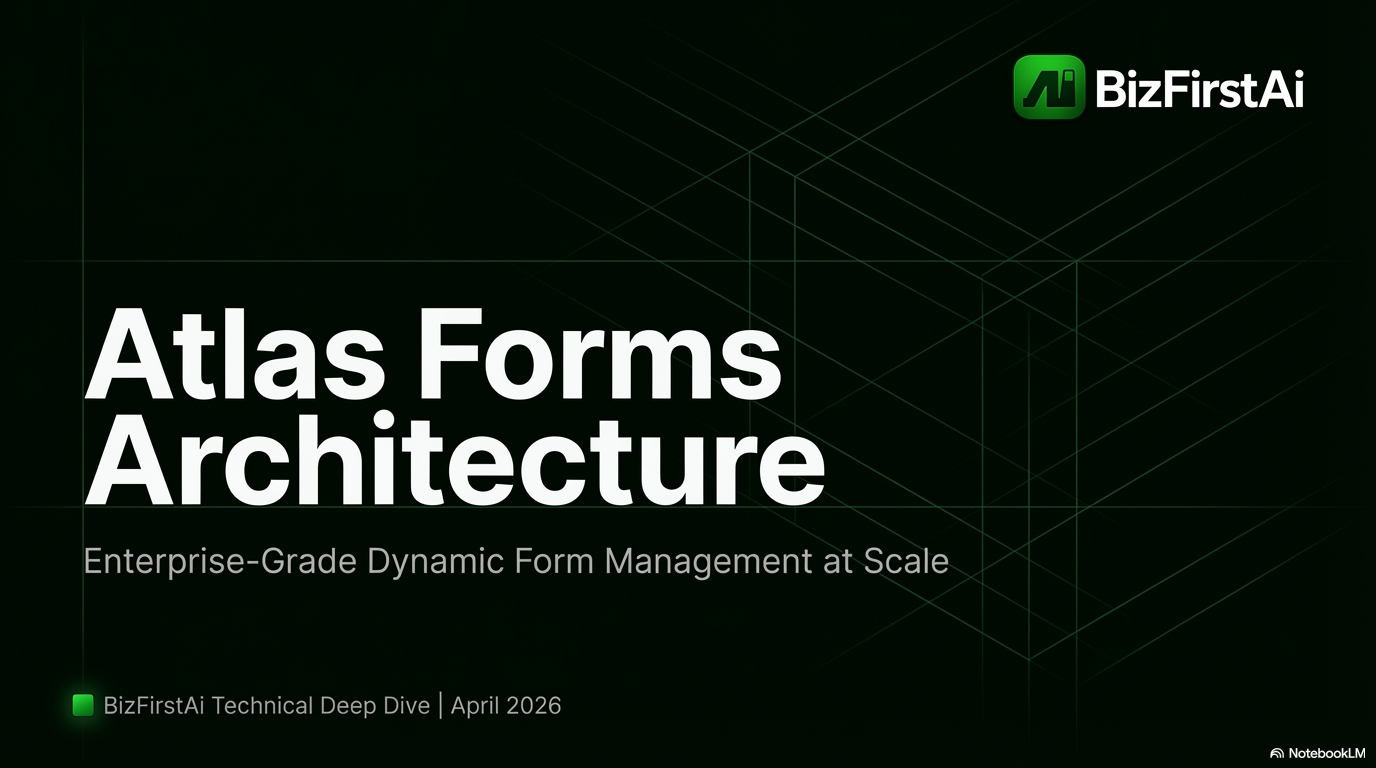 BizFirstAi
Atlas Forms
Architecture
Enterprise-Grade Dynamic Form Management at Scale
BizFirstAi Technical Deep Dive | April 2026
NotebookLM